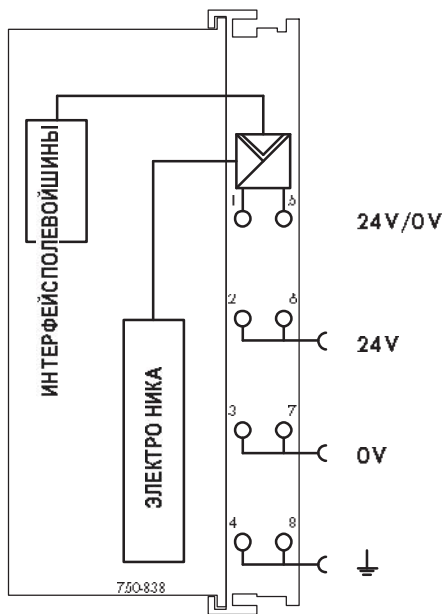 ИНТЕРФЕЙСПОЛЕВОЙШИНЫ
1 5
24V/0V
2 6
24V
ЭЛЕКТРО НИКА
3 7
0V
4 8
750-838